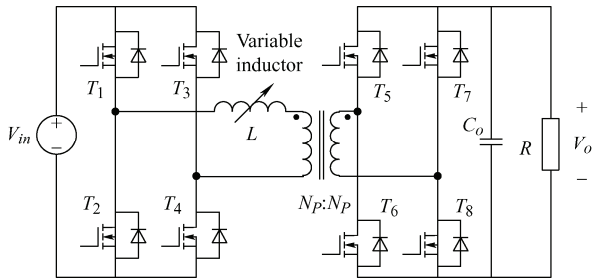 Variable
inductor
T1
T3
T5
T7
Vin
+
−
L
Co
R
+
Vo
−
NP:NP
T2
T4
T6
T8